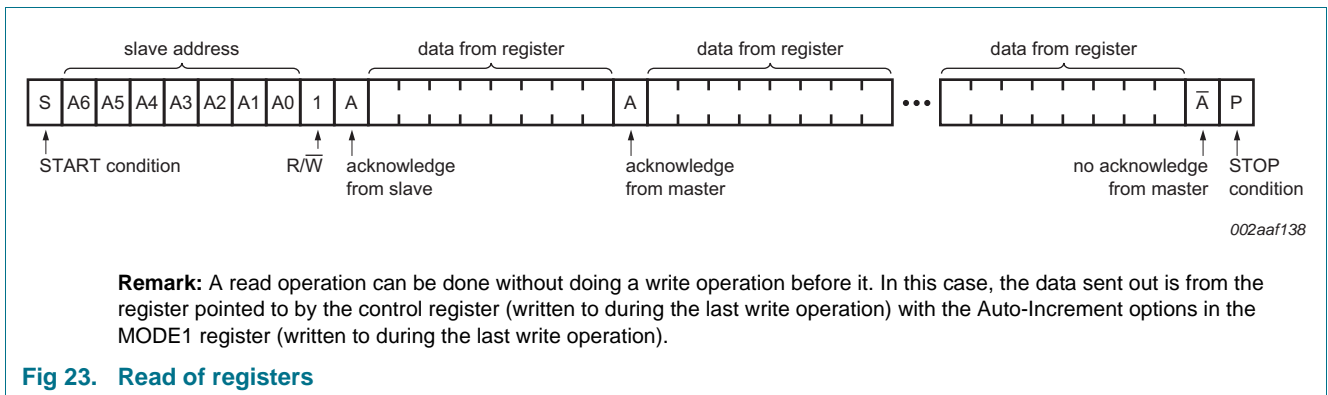 slave address data from register data from register data from register
S A6 A5 A4 A3 A2 A1 A0 1 A A A̅ P
START condition R/W̅ acknowledge from slave acknowledge from master no acknowledge from master STOP condition
002aaf138
Remark: A read operation can be done without doing a write operation before it. In this case, the data sent out is from the
register pointed to by the control register (written to during the last write operation) with the Auto-Increment options in the
MODE1 register (written to during the last write operation).
Fig 23. Read of registers